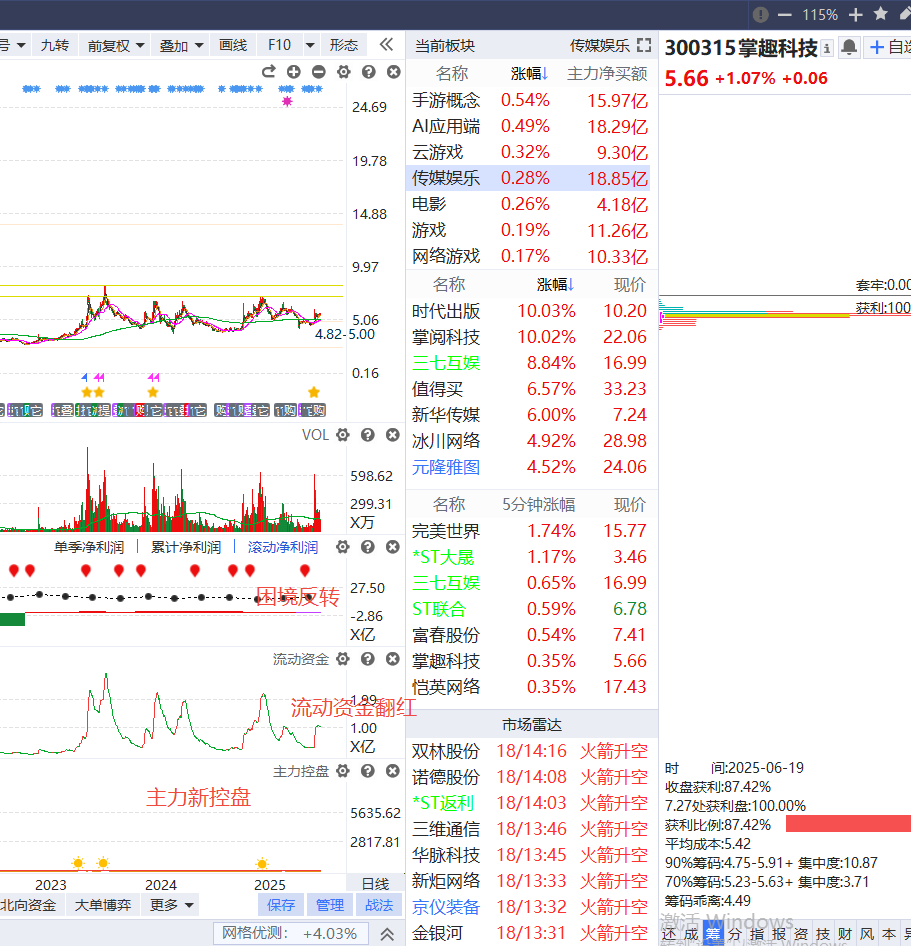 115%
号 九转 前复权 叠加 画线 F10 形态
当前板块 传媒娱乐
300315掌趣科技 自选
5.66 +1.07% +0.06
名称 涨幅↓ 主力净买额
手游概念 0.54% 15.97亿
AI应用端 0.49% 18.29亿
云游戏 0.32% 9.30亿
传媒娱乐 0.28% 18.85亿
电影 0.26% 4.18亿
游戏 0.19% 11.26亿
网络游戏 0.17% 10.33亿
名称 涨幅↓ 现价
时代出版 10.03% 10.20
掌阅科技 10.02% 22.06
三七互娱 8.84% 16.99
值得买 6.57% 33.23
新华传媒 6.00% 7.24
冰川网络 4.92% 28.98
元隆雅图 4.52% 24.06
名称 5分钟涨幅 现价
完美世界 1.74% 15.77
*ST大晟 1.17% 3.46
三七互娱 0.65% 16.99
ST联合 0.59% 6.78
富春股份 0.54% 7.41
掌趣科技 0.35% 5.66
恺英网络 0.35% 17.43
市场雷达
双林股份 18/14:16 火箭升空
诺德股份 18/14:08 火箭升空
*ST返利 18/14:03 火箭升空
三维通信 18/13:46 火箭升空
华脉科技 18/13:45 火箭升空
新炬网络 18/13:33 火箭升空
京仪装备 18/13:32 火箭升空
金银河 18/13:31 火箭升空
24.69
19.78
14.88
9.97
5.06
4.82-5.00
0.16
VOL
598.62
299.31
X万
单季净利润 累计净利润 滚动净利润
27.50
困境反转
-2.86
X亿
流动资金
1.99
流动资金翻红
1.00
X亿
主力控盘
主力新控盘
5635.62
2817.81
2023 2024 2025 日线
北向资金 大单博弈 更多 保存 管理 战法
网格优测: +4.03%
套牢:0.00
获利:100
时 间:2025-06-19
收盘获利:87.42%
7.27处获利盘:100.00%
获利比例:87.42%
平均成本:5.42
90%筹码:4.75-5.91+ 集中度:10.87
70%筹码:5.23-5.63+ 集中度:3.71
筹码乖离:4.49
激活 Windows
还 成 筹 分 指 报 资 技 财 风 本